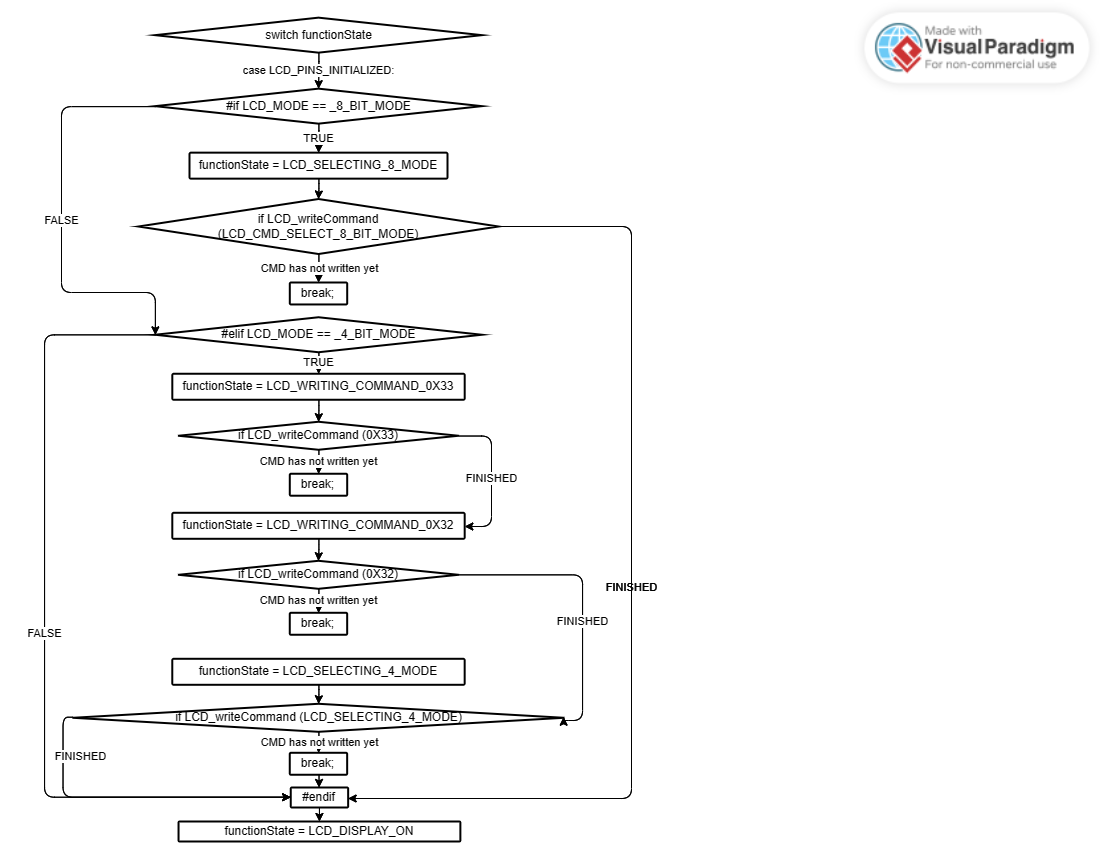 switch functionState
Made with
VisualParadigm
For non-commercial use
case LCD_PINS_INITIALIZED:
#if LCD_MODE == _8_BIT_MODE
TRUE
functionState = LCD_SELECTING_8_MODE
FALSE
if LCD_writeCommand
(LCD_CMD_SELECT_8_BIT_MODE)
CMD has not written yet
break;
#elif LCD_MODE == _4_BIT_MODE
TRUE
functionState = LCD_WRITING_COMMAND_0X33
if LCD_writeCommand (0X33)
CMD has not written yet
FINISHED
break;
functionState = LCD_WRITING_COMMAND_0X32
if LCD_writeCommand (0X32)
FINISHED
CMD has not written yet
FINISHED
break;
FALSE
functionState = LCD_SELECTING_4_MODE
if LCD_writeCommand (LCD_SELECTING_4_MODE)
CMD has not written yet
FINISHED
break;
#endif
functionState = LCD_DISPLAY_ON